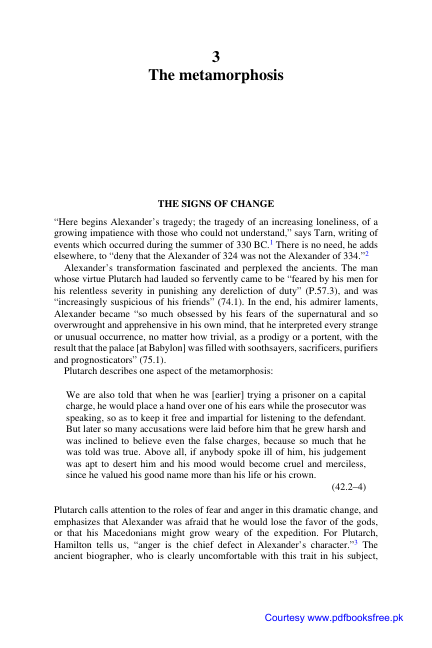 3
The metamorphosis
THE SIGNS OF CHANGE
“Here begins Alexander’s tragedy; the tragedy of an increasing loneliness, of a
growing impatience with those who could not understand,” says Tarn, writing of
events which occurred during the summer of 330 BC.1 There is no need, he adds
elsewhere, to “deny that the Alexander of 324 was not the Alexander of 334.”2
Alexander’s transformation fascinated and perplexed the ancients. The man
whose virtue Plutarch had lauded so fervently came to be “feared by his men for
his relentless severity in punishing any dereliction of duty” (P.57.3), and was
“increasingly suspicious of his friends” (74.1). In the end, his admirer laments,
Alexander became “so much obsessed by his fears of the supernatural and so
overwrought and apprehensive in his own mind, that he interpreted every strange
or unusual occurrence, no matter how trivial, as a prodigy or a portent, with the
result that the palace [at Babylon] was filled with soothsayers, sacrificers, purifiers
and prognosticators” (75.1).
Plutarch describes one aspect of the metamorphosis:
We are also told that when he was [earlier] trying a prisoner on a capital
charge, he would place a hand over one of his ears while the prosecutor was
speaking, so as to keep it free and impartial for listening to the defendant.
But later so many accusations were laid before him that he grew harsh and
was inclined to believe even the false charges, because so much that he
was told was true. Above all, if anybody spoke ill of him, his judgement
was apt to desert him and his mood would become cruel and merciless,
since he valued his good name more than his life or his crown.
(42.2–4)
Plutarch calls attention to the roles of fear and anger in this dramatic change, and
emphasizes that Alexander was afraid that he would lose the favor of the gods,
or that his Macedonians might grow weary of the expedition. For Plutarch,
Hamilton tells us, “anger is the chief defect in Alexander’s character.”3 The
ancient biographer, who is clearly uncomfortable with this trait in his subject,
Courtesy www.pdfbooksfree.pk